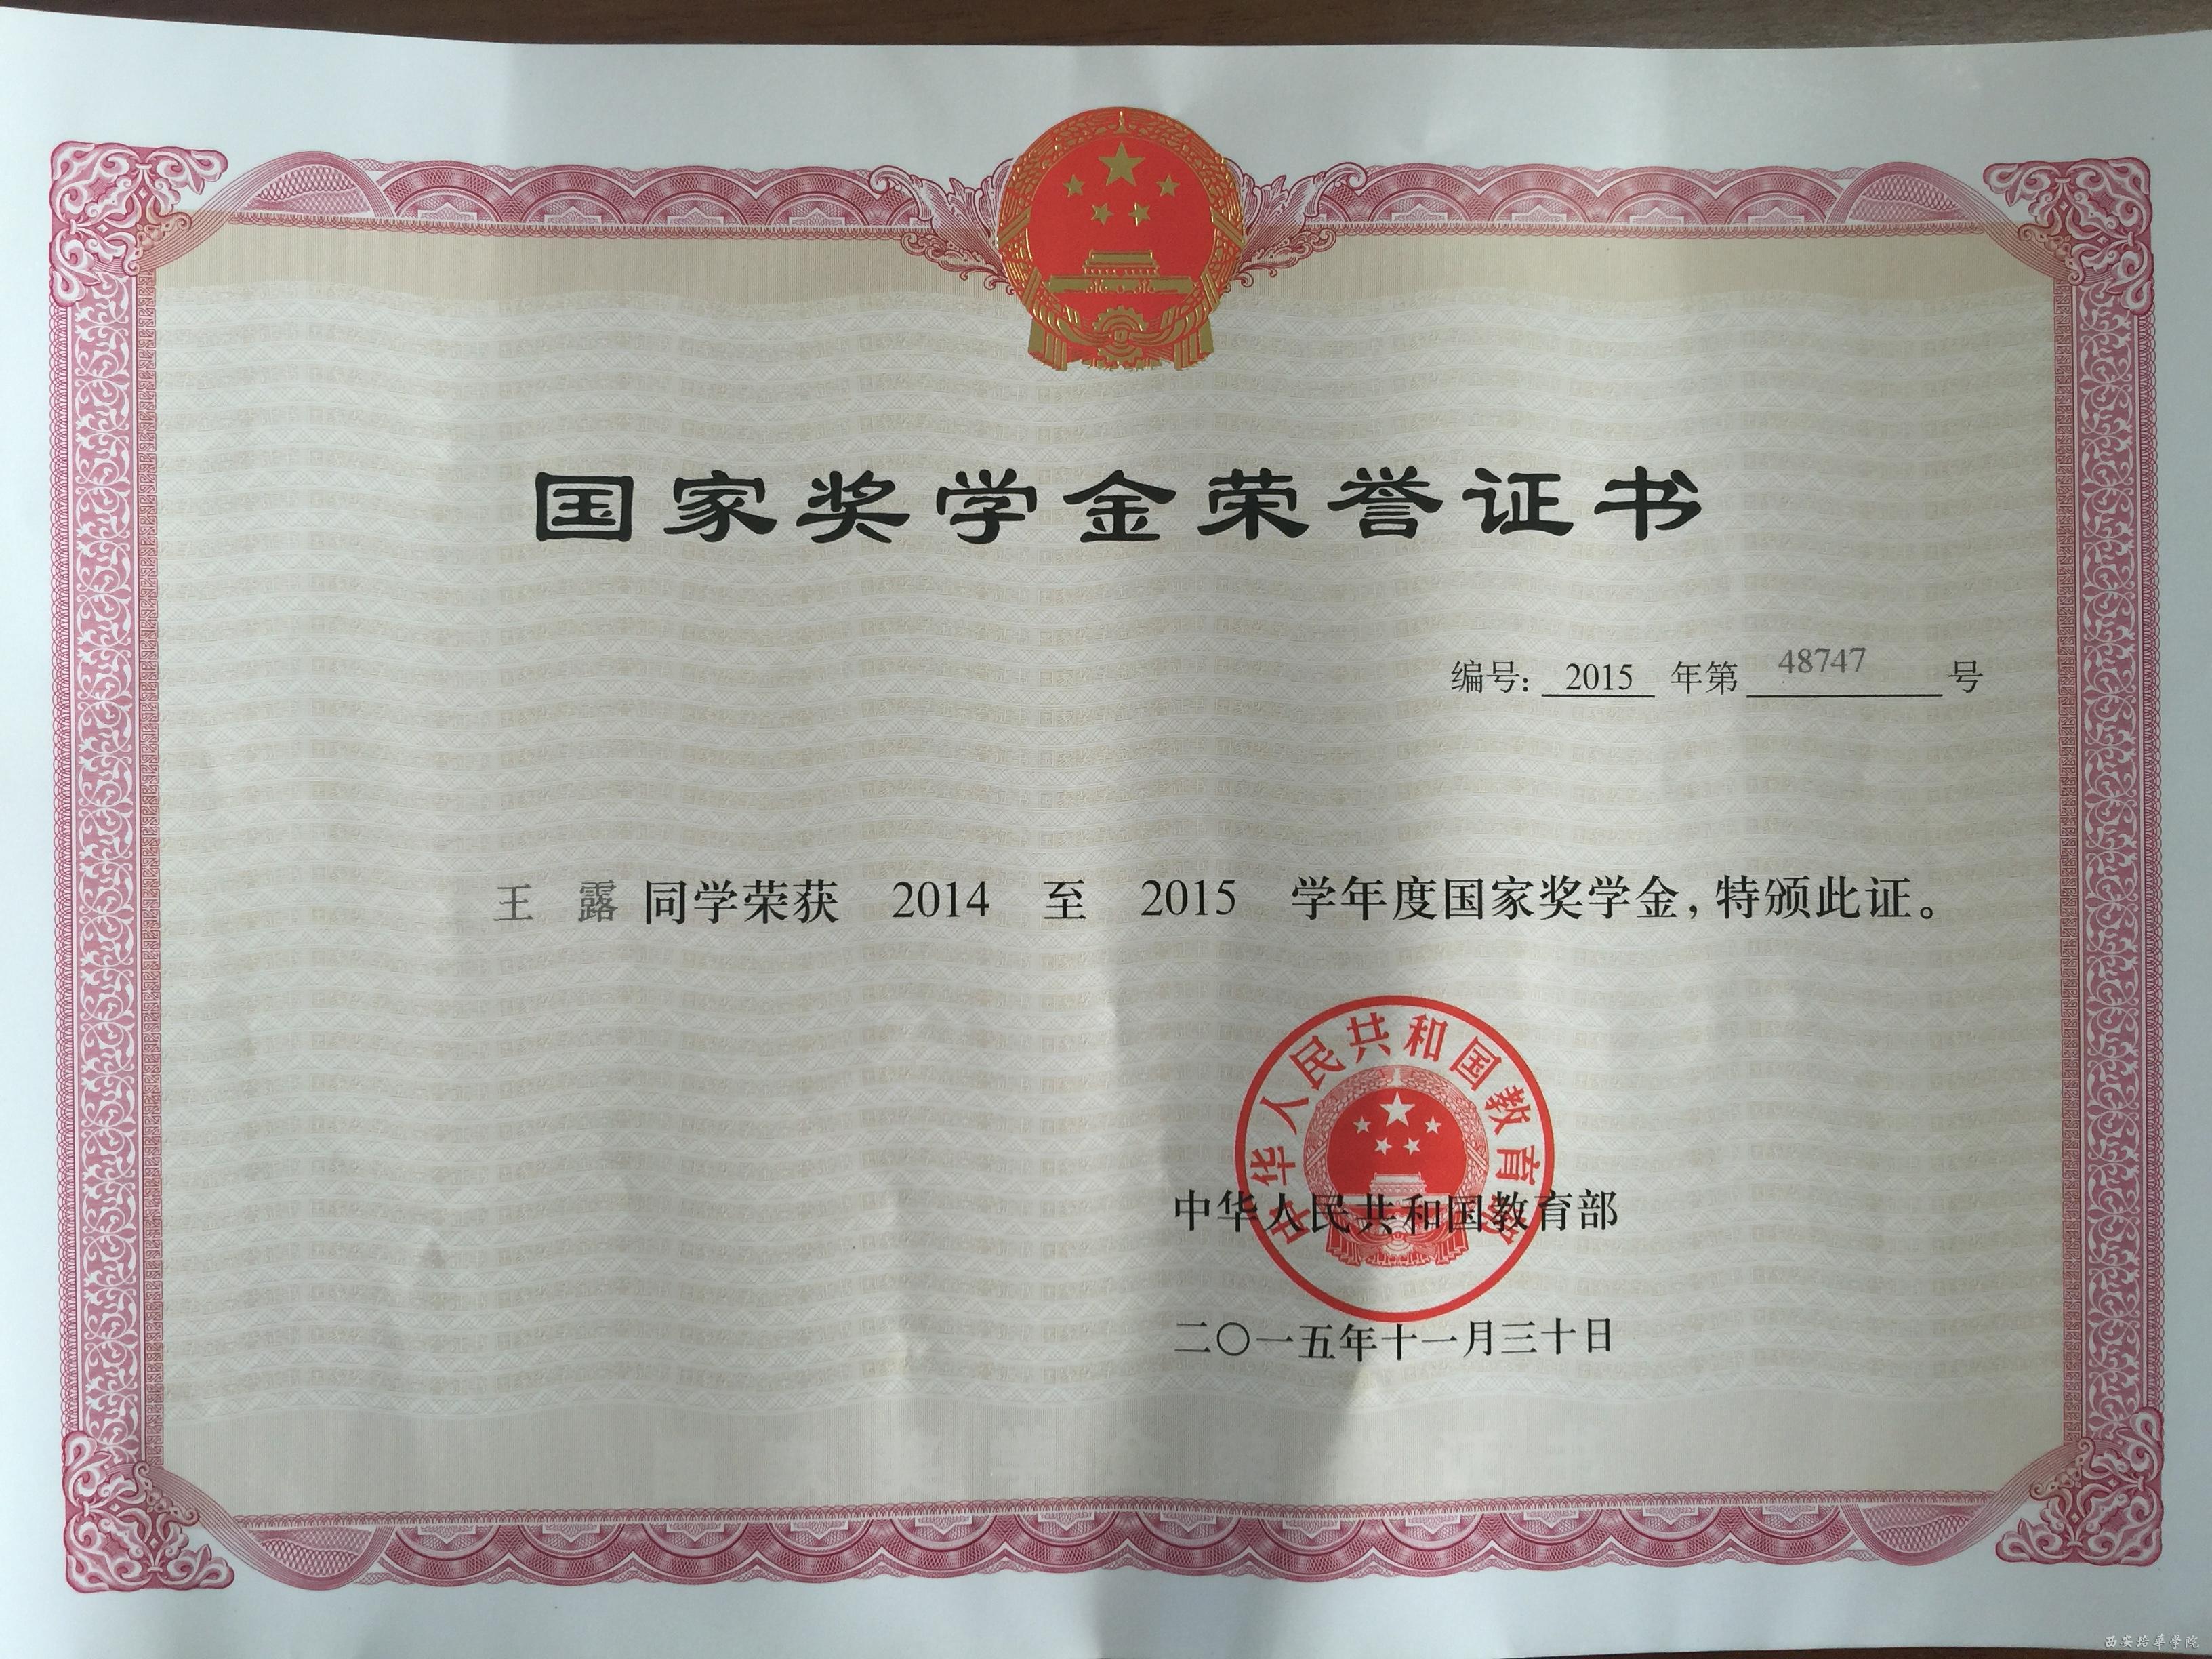 国家奖学金荣誉证书
编号: 2015 年第 48747 号
王 露 同学荣获 2014 至 2015 学年度国家奖学金,特颁此证。
中华人民共和国教育部
中华人民共和国教育部
二〇一五年十一月三十日
西安培華学院